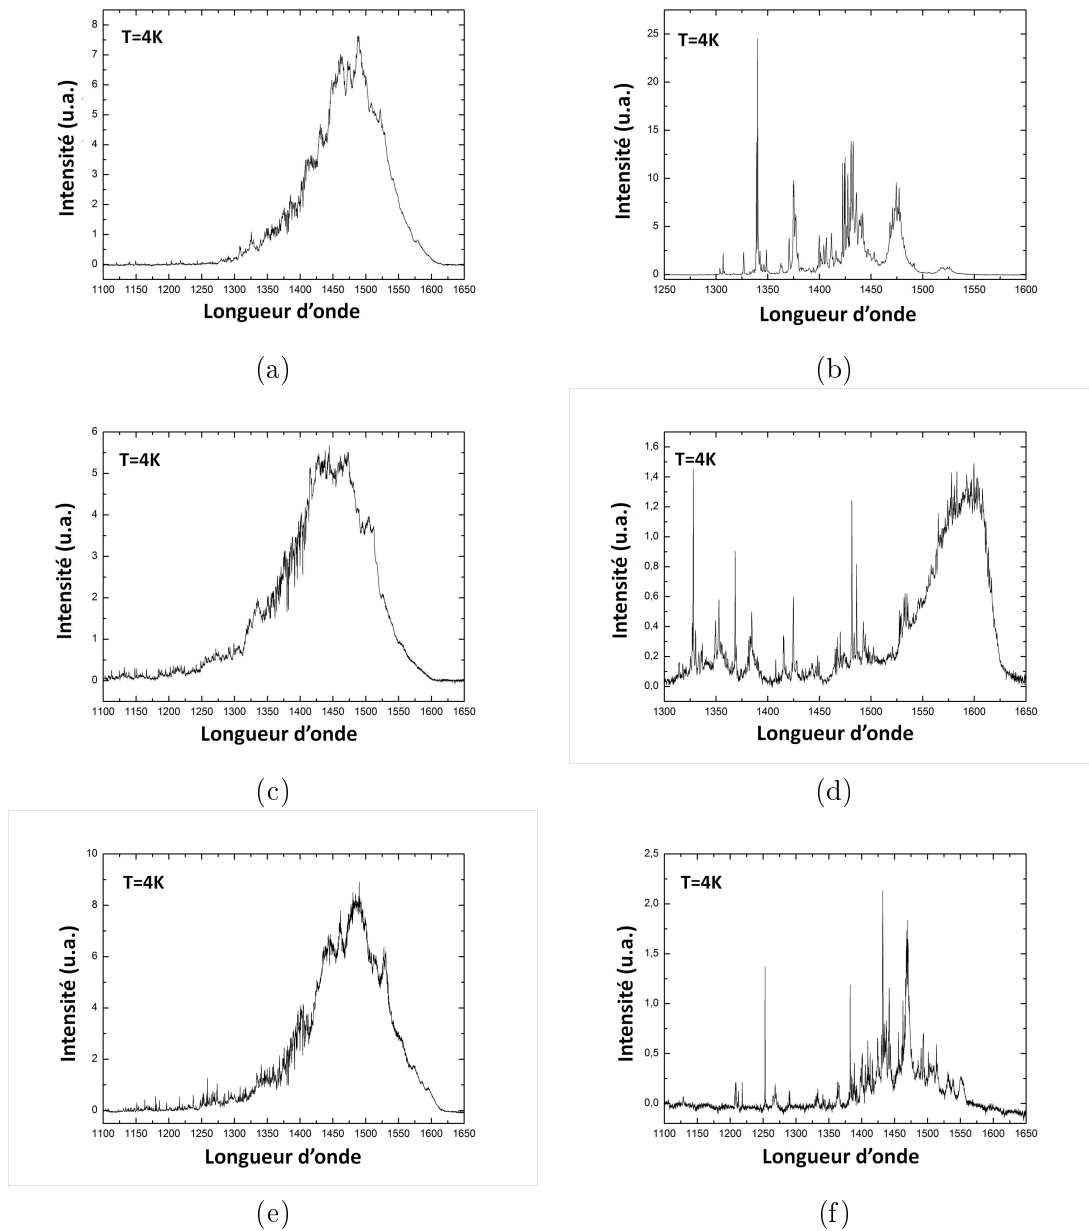 T=4K
Intensité (u.a.)
8
7
6
5
4
3
2
1
0
1100 1150 1200 1250 1300 1350 1400 1450 1500 1550 1600 1650
Longueur d’onde
(a)
T=4K
Intensité (u.a.)
25
20
15
10
5
0
1250 1300 1350 1400 1450 1500 1550 1600
Longueur d’onde
(b)
T=4K
Intensité (u.a.)
6
5
4
3
2
1
0
1100 1150 1200 1250 1300 1350 1400 1450 1500 1550 1600 1650
Longueur d’onde
(c)
T=4K
Intensité (u.a.)
1,6
1,4
1,2
1,0
0,8
0,6
0,4
0,2
0,0
1300 1350 1400 1450 1500 1550 1600 1650
Longueur d’onde
(d)
T=4K
Intensité (u.a.)
10
8
6
4
2
0
1100 1150 1200 1250 1300 1350 1400 1450 1500 1550 1600 1650
Longueur d’onde
(e)
T=4K
Intensité (u.a.)
2,5
2,0
1,5
1,0
0,5
0,0
1100 1150 1200 1250 1300 1350 1400 1450 1500 1550 1600 1650
Longueur d’onde
(f)